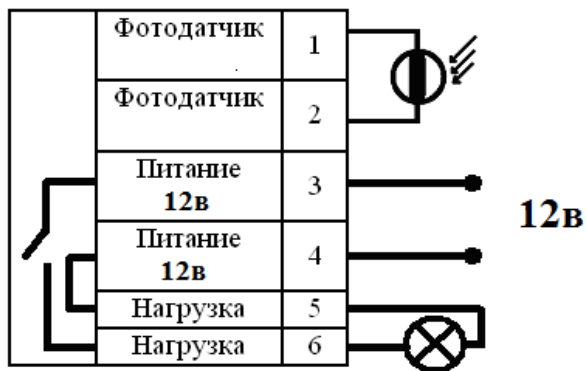 Фотодатчик 1
Фотодатчик 2
Питание
12в 3
12в
Питание
12в 4
Нагрузка 5
Нагрузка 6